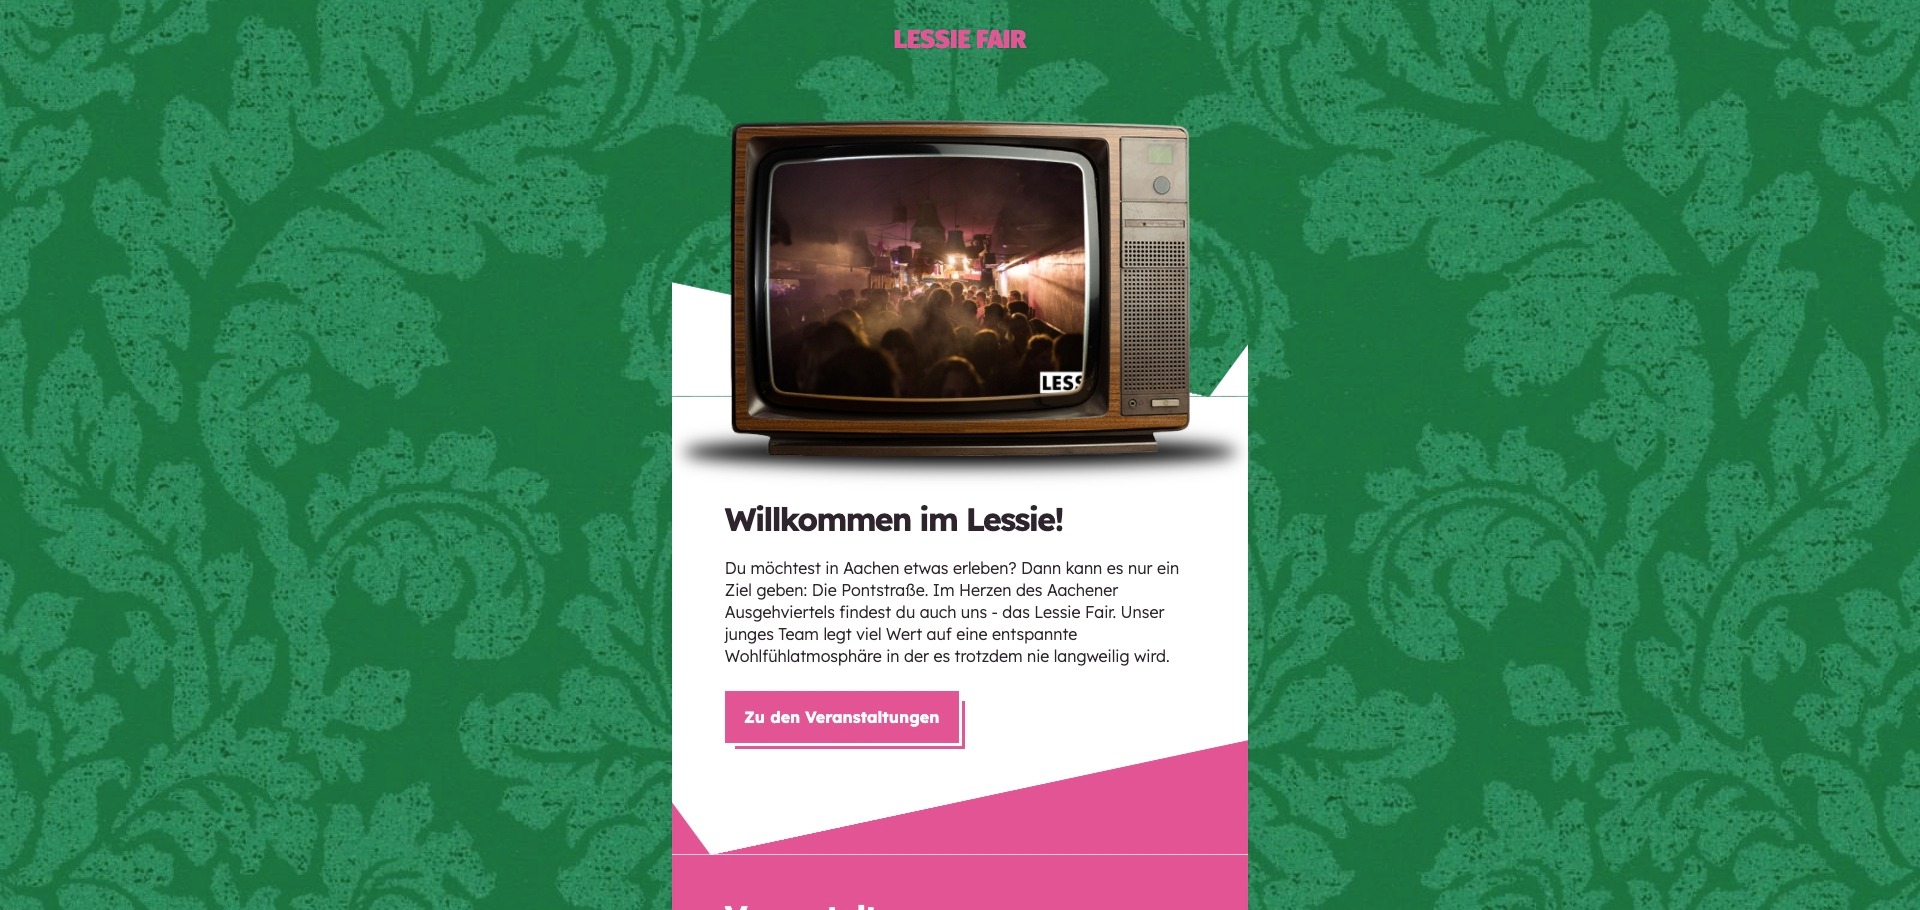 LESSIE FAIR
LESS
Willkommen im Lessie!
Du möchtest in Aachen etwas erleben? Dann kann es nur ein
Ziel geben: Die Pontstraße. Im Herzen des Aachener
Ausgehviertels findest du auch uns - das Lessie Fair. Unser
junges Team legt viel Wert auf eine entspannte
Wohlfühlatmosphäre in der es trotzdem nie langweilig wird.
Zu den Veranstaltungen